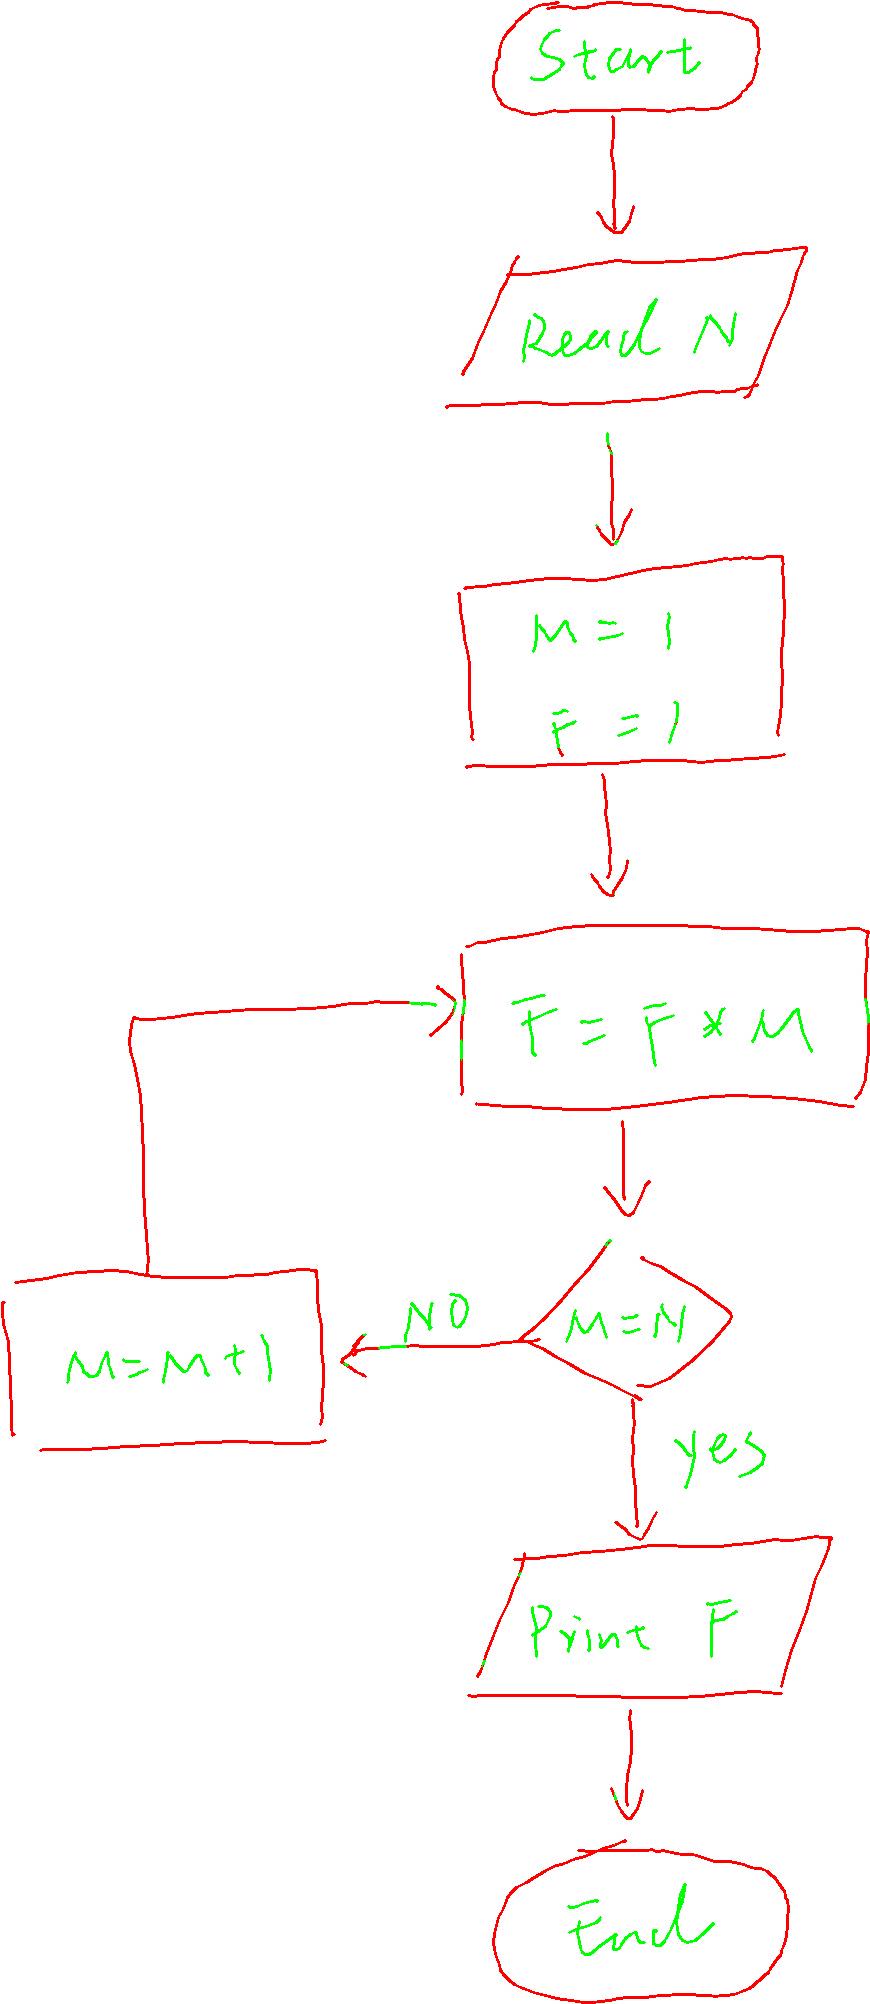 Start
Read N
M = 1
F = 1
F = F * M
M = N
NO
M = M + 1
yes
Print F
End